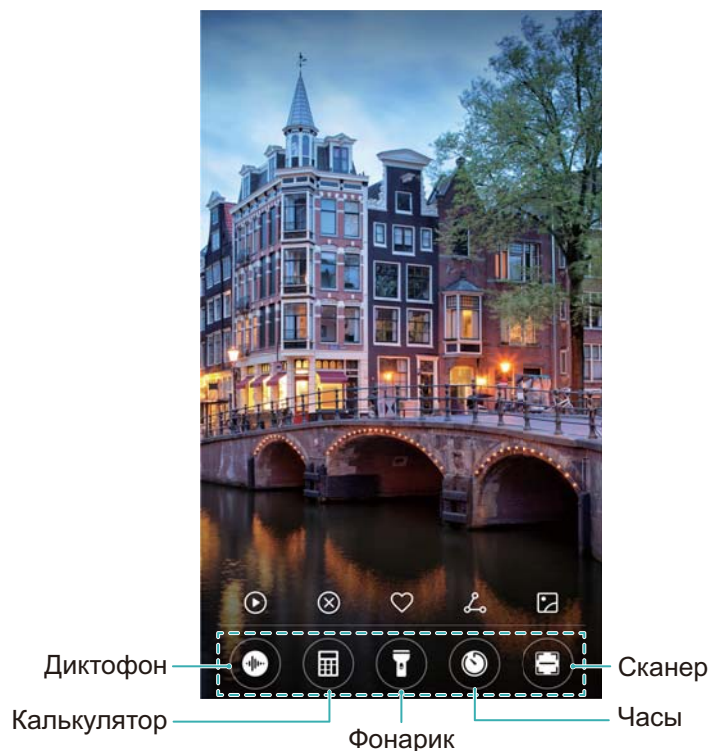 Диктофон
Сканер
Калькулятор
Часы
Фонарик